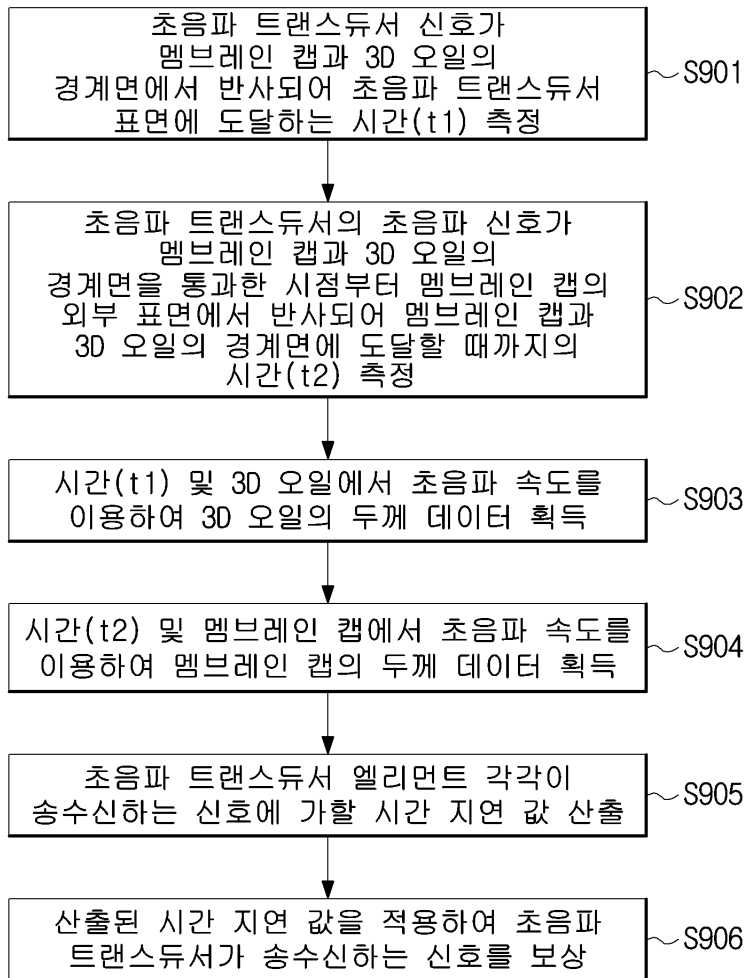 초음파 트랜스듀서 신호가
멤브레인 캡과 3D 오일의
경계면에서 반사되어 초음파 트랜스듀서
표면에 도달하는 시간(t1) 측정
S901
초음파 트랜스듀서의 초음파 신호가
멤브레인 캡과 3D 오일의
경계면을 통과한 시점부터 멤브레인 캡의
외부 표면에서 반사되어 멤브레인 캡과
3D 오일의 경계면에 도달할 때까지의
시간(t2) 측정
S902
시간(t1) 및 3D 오일에서 초음파 속도를
이용하여 3D 오일의 두께 데이터 획득
S903
시간(t2) 및 멤브레인 캡에서 초음파 속도를
이용하여 멤브레인 캡의 두께 데이터 획득
S904
초음파 트랜스듀서 엘리먼트 각각이
송수신하는 신호에 가할 시간 지연 값 산출
S905
산출된 시간 지연 값을 적용하여 초음파
트랜스듀서가 송수신하는 신호를 보상
S906